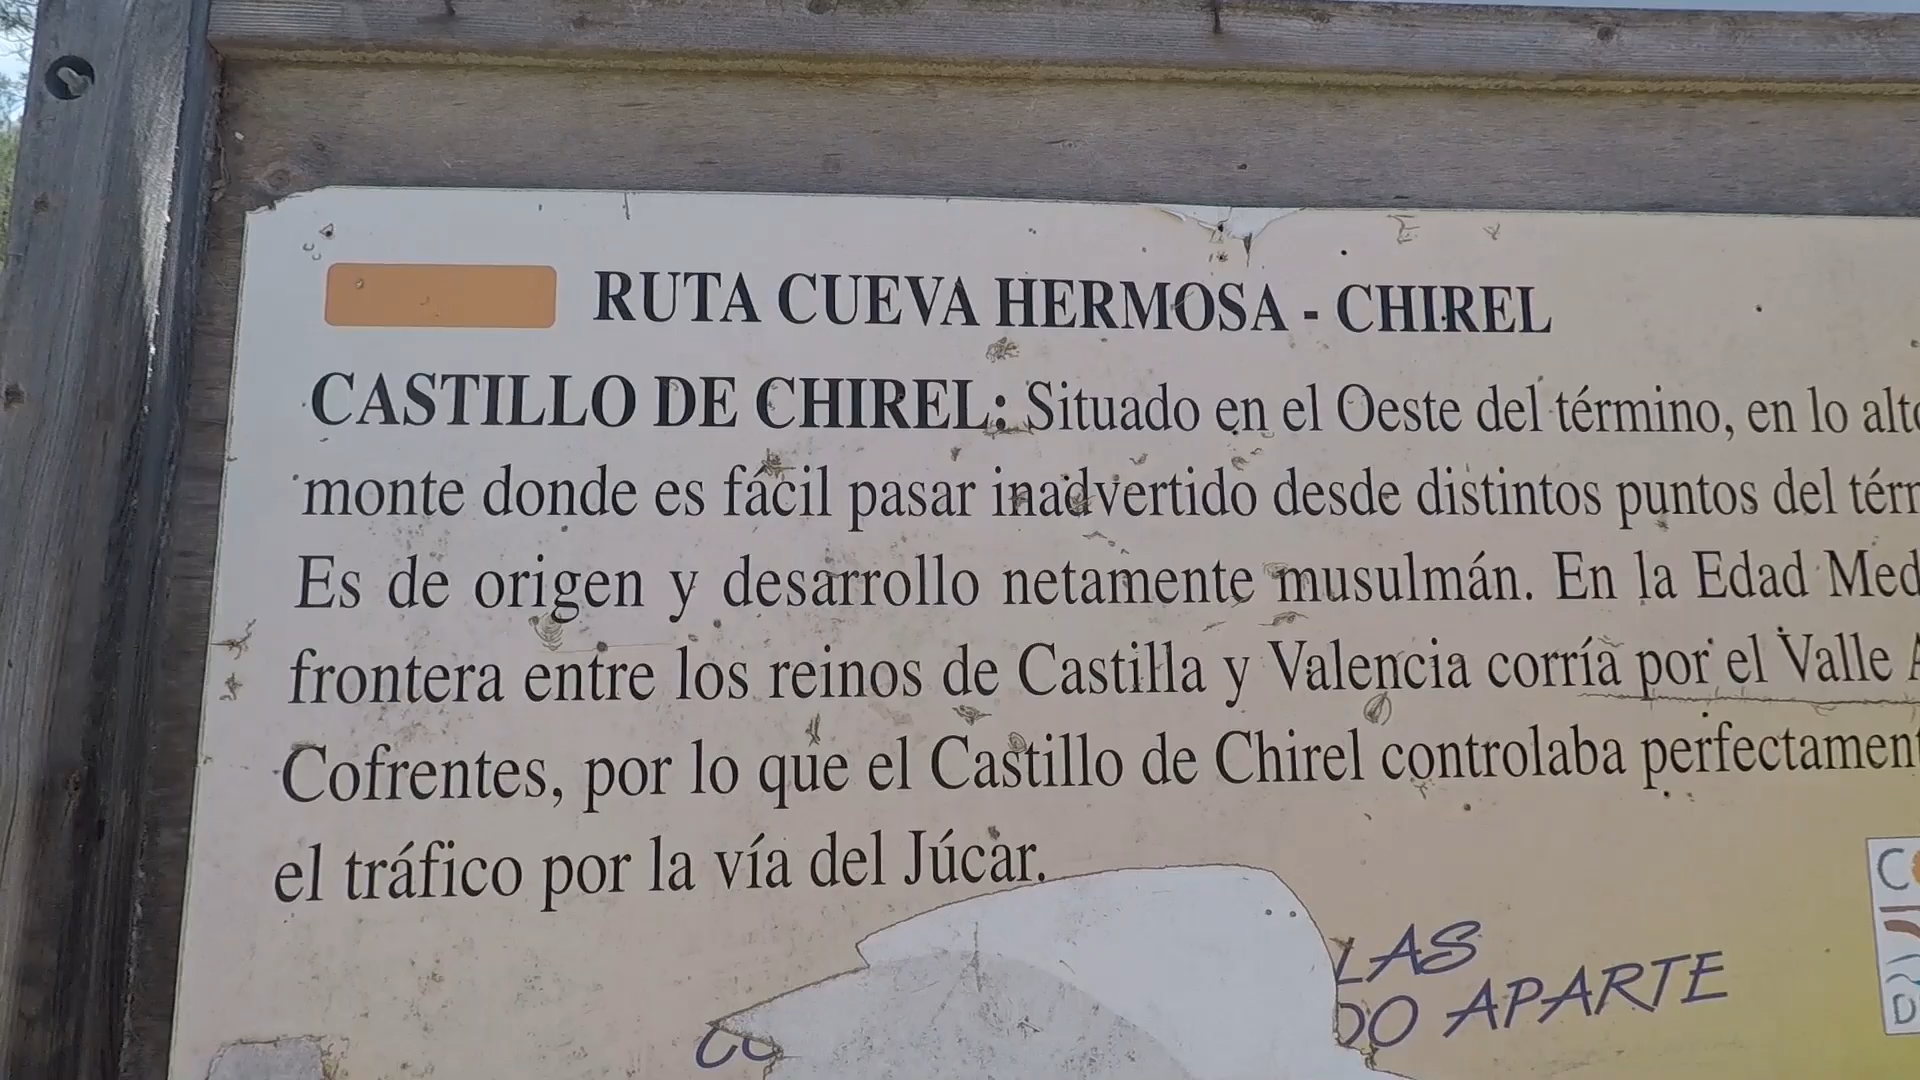 RUTA CUEVA HERMOSA - CHIREL
CASTILLO DE CHIREL: Situado en el Oeste del término, en lo alto
monte donde es fácil pasar inadvertido desde distintos puntos del térm
Es de origen y desarrollo netamente musulmán. En la Edad Med
frontera entre los reinos de Castilla y Valencia corría por el Valle A
Cofrentes, por lo que el Castillo de Chirel controlaba perfectament
el tráfico por la vía del Júcar.
LAS
DO APARTE